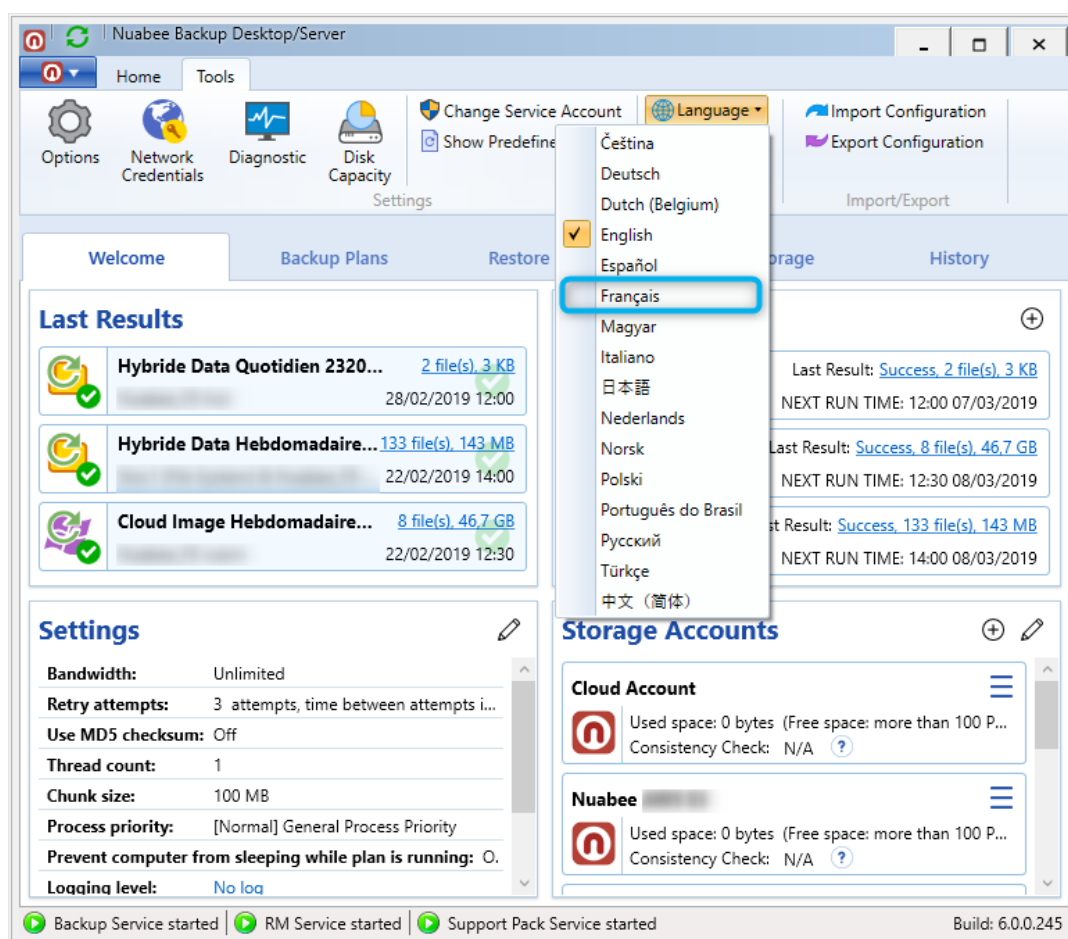 Nuabee Backup Desktop/Server
Home Tools
Options
Network Credentials
Diagnostic
Disk Capacity
Change Service Account
Show Predefine
Settings
Language
Import Configuration
Export Configuration
Import/Export
Čeština
Deutsch
Dutch (Belgium)
English
Español
Français
Magyar
Italiano
日本語
Nederlands
Norsk
Polski
Português do Brasil
Русский
Türkçe
中文（简体）
Welcome Backup Plans Restore orage History
Last Results
Hybride Data Quotidien 2320... 2 file(s), 3 KB
28/02/2019 12:00
Hybride Data Hebdomadaire... 133 file(s), 143 MB
22/02/2019 14:00
Cloud Image Hebdomadaire... 8 file(s), 46,7 GB
22/02/2019 12:30
Last Result: Success, 2 file(s), 3 KB
NEXT RUN TIME: 12:00 07/03/2019
Last Result: Success, 8 file(s), 46,7 GB
NEXT RUN TIME: 12:30 08/03/2019
st Result: Success, 133 file(s), 143 MB
NEXT RUN TIME: 14:00 08/03/2019
Settings
Bandwidth: Unlimited
Retry attempts: 3 attempts, time between attempts i...
Use MD5 checksum: Off
Thread count: 1
Chunk size: 100 MB
Process priority: [Normal] General Process Priority
Prevent computer from sleeping while plan is running: O.
Logging level: No log
Storage Accounts
Cloud Account
Used space: 0 bytes (Free space: more than 100 P...
Consistency Check: N/A ?
Nuabee
Used space: 0 bytes (Free space: more than 100 P...
Consistency Check: N/A ?
Backup Service started RM Service started Support Pack Service started Build: 6.0.0.245